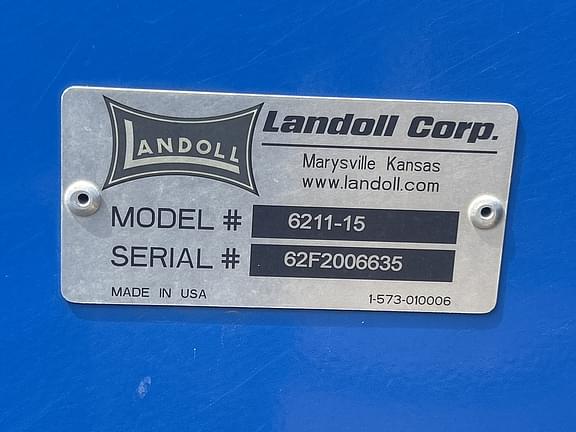 LANDOLL
Landoll Corp.
Marysville Kansas
www.landoll.com
MODEL # 6211-15
SERIAL # 62F2006635
MADE IN USA 1-573-010006